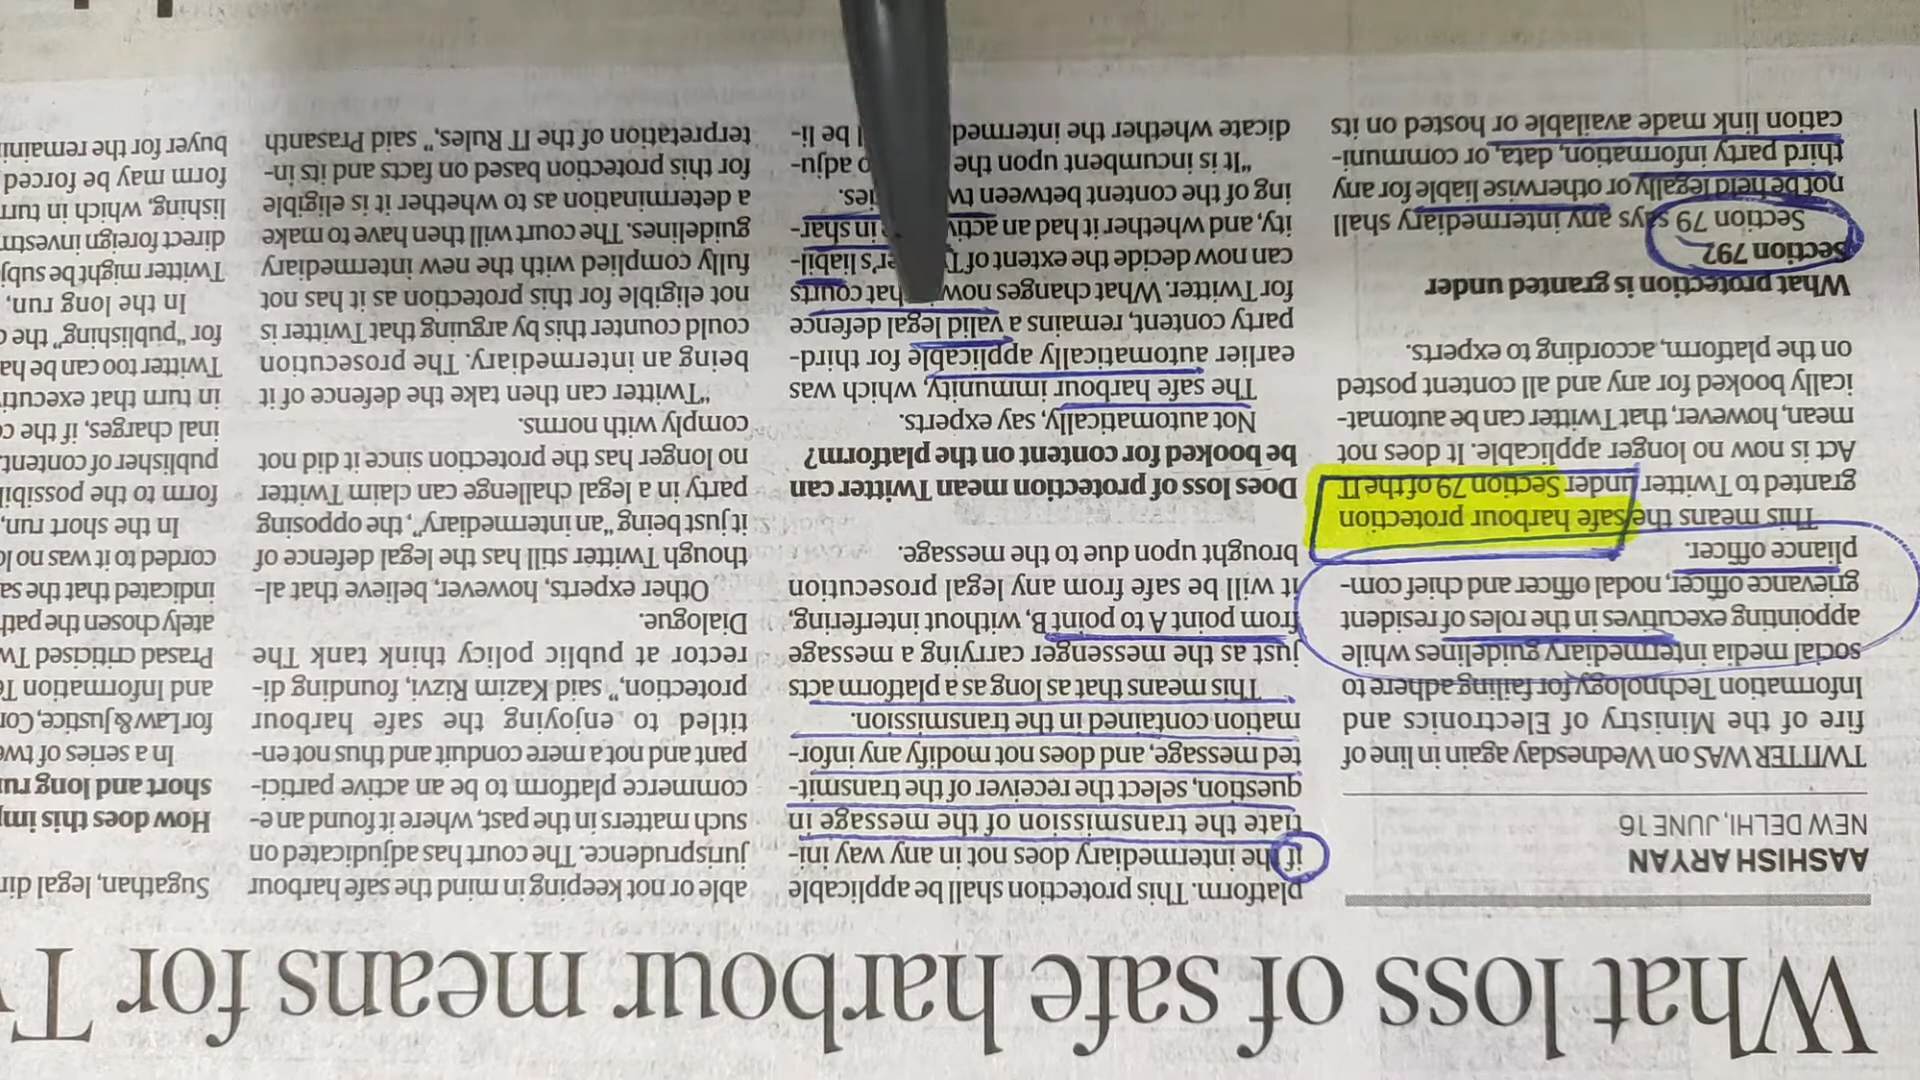 What loss of safe harbour means for T
AASHISH ARYAN
NEW DELHI, JUNE 16
TWITTER WAS on Wednesday again in line of
fire of the Ministry of Electronics and
Information Technology for failing adhere to
social media intermediary guidelines while
appointing executives in the roles of resident
grievance officer, nodal officer and chief com-
pliance officer.
This means the safe harbour protection
granted to Twitter under Section 79 of the IT
Act is now no longer applicable. It does not
mean, however, that Twitter can be automat-
ically booked for any and all content posted
on the platform, according to experts.
What protection is granted under
Section 79?
Section 79 says any intermediary shall
not be held legally or otherwise liable for any
third party information, data, or communi-
cation link made available or hosted on its
platform. This protection shall be applicable
if the intermediary does not in any way ini-
tiate the transmission of the message in
question, select the receiver of the transmit-
ted message, and does not modify any infor-
mation contained in the transmission.
This means that as long as a platform acts
just as the messenger carrying a message
from point A to point B, without interfering,
it will be safe from any legal prosecution
brought upon due to the message.
Does loss of protection mean Twitter can
be booked for content on the platform?
Not automatically, say experts.
The safe harbour immunity, which was
earlier automatically applicable for third-
party content, remains a valid legal defence
for Twitter. What changes now that courts
can now decide the extent of liabil-
ity, and whether it had an in shar-
ing of the content between
"It is incumbent upon the adju-
dicate whether the be li-
able or not keeping in mind the safe harbour
jurisprudence. The court has adjudicated on
such matters in the past, where it found an e-
commerce platform to be an active partici-
pant and not a mere conduit and thus not en-
titled to enjoying the safe harbour
protection," said Kazim Rizvi, founding di-
rector at public policy think tank The
Dialogue.
Other experts, however, believe that al-
though Twitter still has the legal defence of
it just being "an intermediary", the opposing
party in a legal challenge can claim Twitter
no longer has the protection since it did not
comply with norms.
"Twitter can then take the defence of it
being an intermediary. The prosecution
could counter this by arguing that Twitter is
not eligible for this protection as it has not
fully complied with the new intermediary
guidelines. The court will then have to make
a determination as to whether it is eligible
for this protection based on facts and its in-
terpretation of the IT Rules," said Prasanth
Sugathan, legal dir
How does this im
short and long ru
In a series of tw
for Law & Justice, Co
and Information Te
Prasad criticised Tw
ately chosen the path
indicated that the sa
corded to it was no lo
In the short run,
form to the possibil
publisher of content
inal charges, if the c
in turn that executi
Twitter too can be ha
for "publishing" the c
In the long run,
Twitter might be subj
direct foreign investm
lishing, which in turn
form may be forced
buyer for the remaini